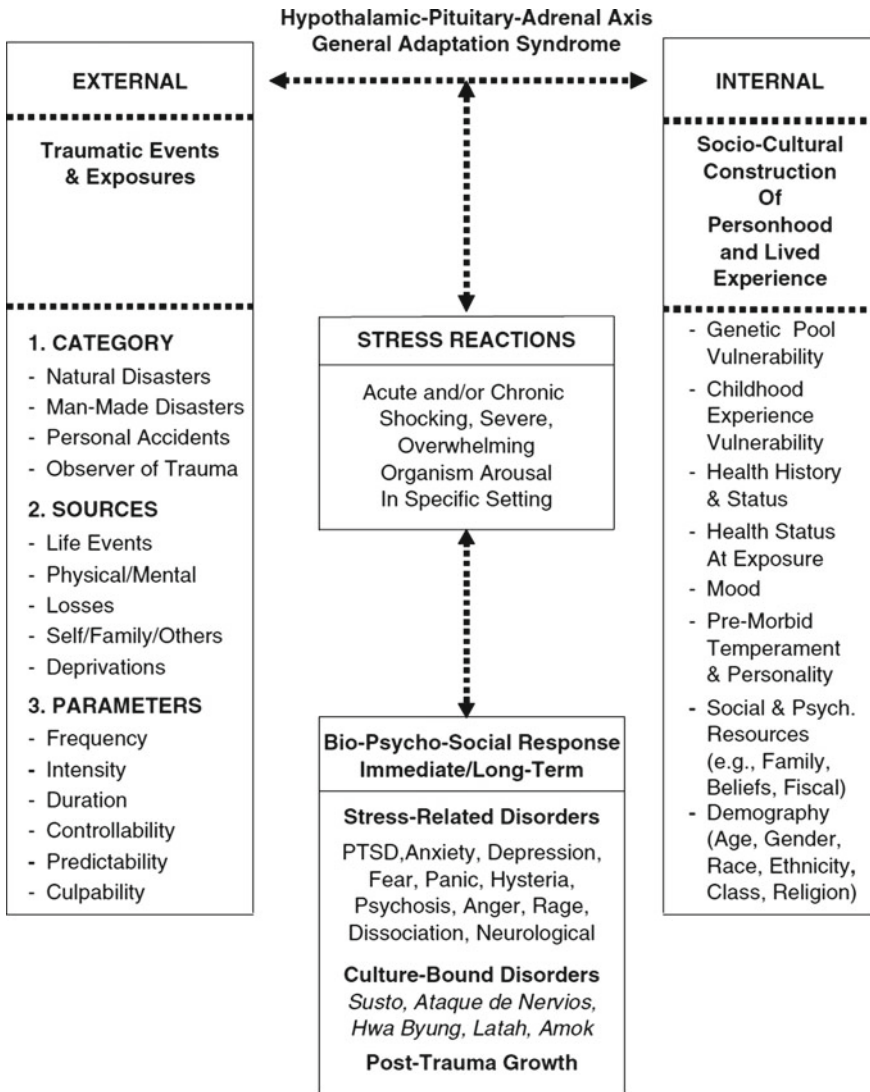 Hypothalamic-Pituitary-Adrenal Axis
General Adaptation Syndrome
EXTERNAL
Traumatic Events
& Exposures
1. CATEGORY
- Natural Disasters
- Man-Made Disasters
- Personal Accidents
- Observer of Trauma
2. SOURCES
- Life Events
- Physical/Mental
- Losses
- Self/Family/Others
- Deprivations
3. PARAMETERS
- Frequency
- Intensity
- Duration
- Controllability
- Predictability
- Culpability
STRESS REACTIONS
Acute and/or Chronic
Shocking, Severe,
Overwhelming
Organism Arousal
In Specific Setting
Bio-Psycho-Social Response
Immediate/Long-Term
Stress-Related Disorders
PTSD,Anxiety, Depression,
Fear, Panic, Hysteria,
Psychosis, Anger, Rage,
Dissociation, Neurological
Culture-Bound Disorders
Susto, Ataque de Nervios,
Hwa Byung, Latah, Amok
Post-Trauma Growth
INTERNAL
Socio-Cultural
Construction
Of
Personhood
and Lived
Experience
- Genetic Pool
Vulnerability
- Childhood
Experience
Vulnerability
- Health History
& Status
- Health Status
At Exposure
- Mood
- Pre-Morbid
Temperament
& Personality
- Social & Psych.
Resources
(e.g., Family,
Beliefs, Fiscal)
- Demography
(Age, Gender,
Race, Ethnicity,
Class, Religion)